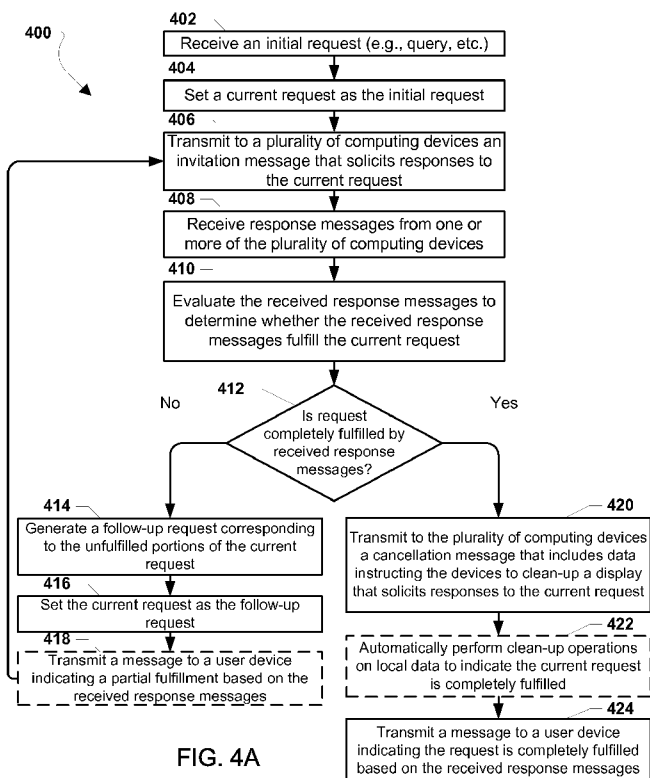 400
402
Receive an initial request (e.g., query, etc.)
404
Set a current request as the initial request
406
Transmit to a plurality of computing devices an
invitation message that solicits responses to
the current request
408
Receive response messages from one or
more of the plurality of computing devices
410
Evaluate the received response messages to
determine whether the received response
messages fulfill the current request
412
No
Yes
Is request
completely fulfilled by
received response
messages?
414
Generate a follow-up request corresponding
to the unfulfilled portions of the current
request
416
Set the current request as the follow-up
request
418
Transmit a message to a user device
indicating a partial fulfillment based on the
received response messages
420
Transmit to the plurality of computing devices
a cancellation message that includes data
instructing the devices to clean-up a display
that solicits responses to the current request
422
Automatically perform clean-up operations
on local data to indicate the current request
is completely fulfilled
424
Transmit a message to a user device
indicating the request is completely fulfilled
based on the received response messages
FIG. 4A